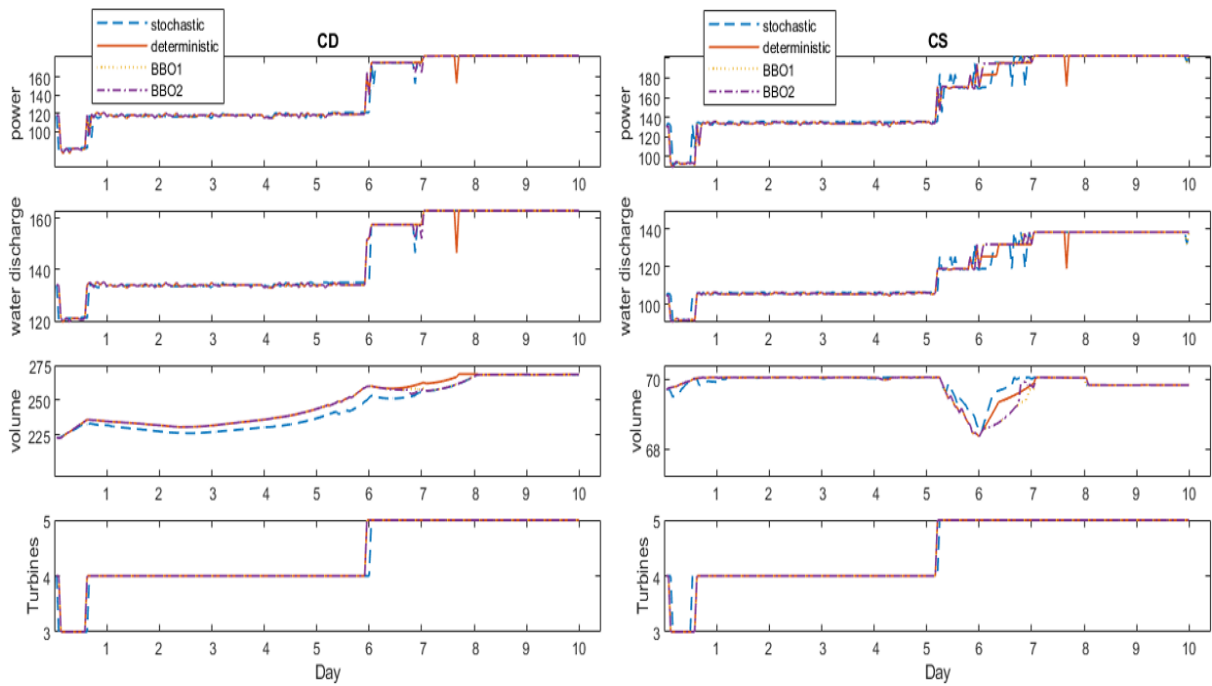 stochastic
deterministic
BBO1
BBO2
CD
power
160
140
120
100
1 2 3 4 5 6 7 8 9 10
water discharge
160
140
120
1 2 3 4 5 6 7 8 9 10
volume
275
250
225
1 2 3 4 5 6 7 8 9 10
Turbines
5
4
3
1 2 3 4 5 6 7 8 9 10
Day
stochastic
deterministic
BBO1
BBO2
CS
power
180
160
140
120
100
1 2 3 4 5 6 7 8 9 10
water discharge
140
120
100
1 2 3 4 5 6 7 8 9 10
volume
70
68
1 2 3 4 5 6 7 8 9 10
Turbines
5
4
3
1 2 3 4 5 6 7 8 9 10
Day